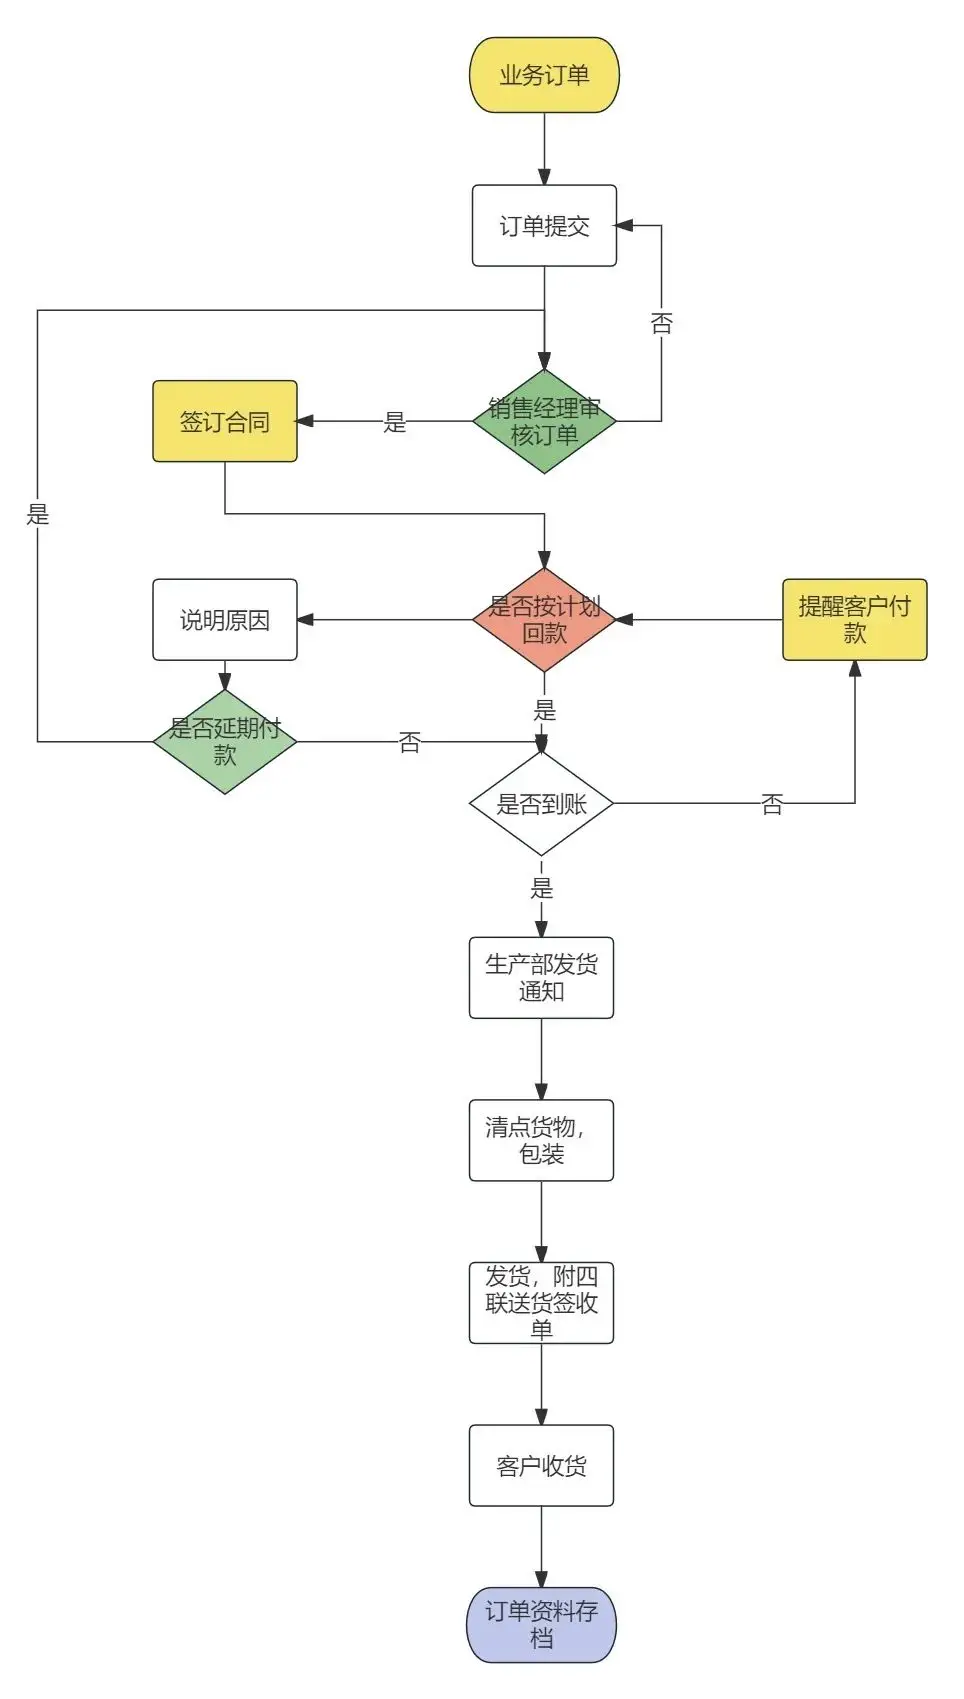 业务订单
订单提交
否
销售经理审
核订单
是
签订合同
是
是否按计划
回款
说明原因
提醒客户付
款
是
是否延期付
款
否
是否到账
否
是
生产部发货
通知
清点货物，
包装
发货，附四
联送货签收
单
客户收货
订单资料存
档